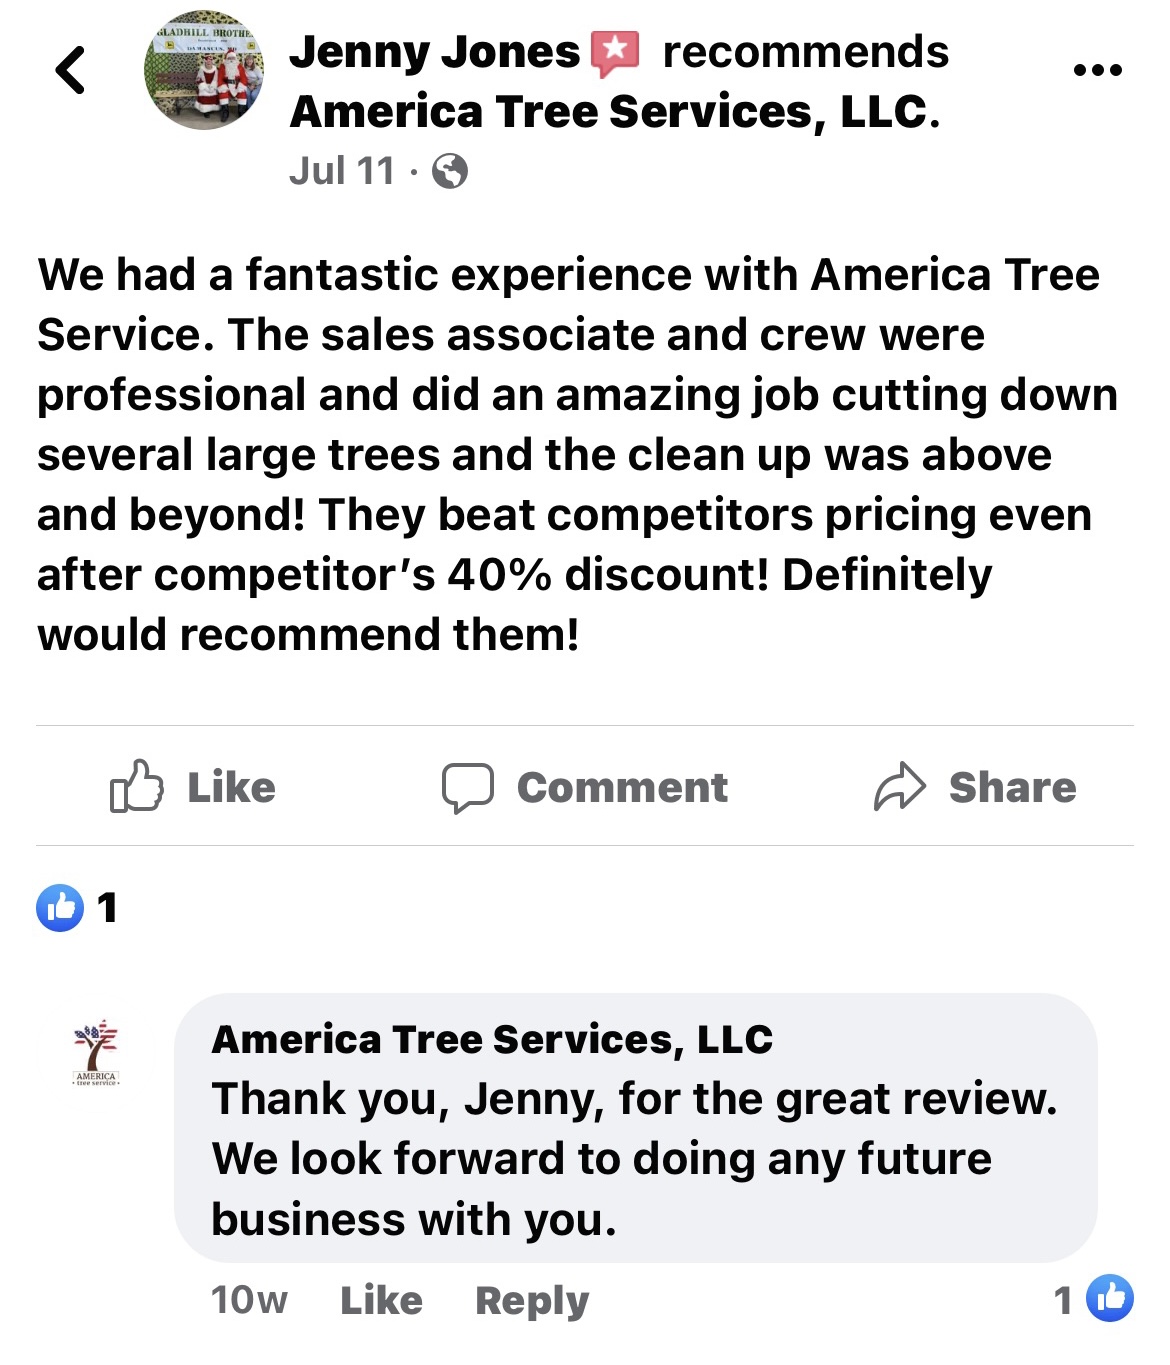 GLADHILL BROTHE
DAMASCUS, MD
Jenny Jones recommends
America Tree Services, LLC.
Jul 11 ·
We had a fantastic experience with America Tree
Service. The sales associate and crew were
professional and did an amazing job cutting down
several large trees and the clean up was above
and beyond! They beat competitors pricing even
after competitor’s 40% discount! Definitely
would recommend them!
Like Comment Share
1
America Tree Services, LLC
Thank you, Jenny, for the great review.
We look forward to doing any future
business with you.
AMERICA
• tree service •
10w Like Reply 1